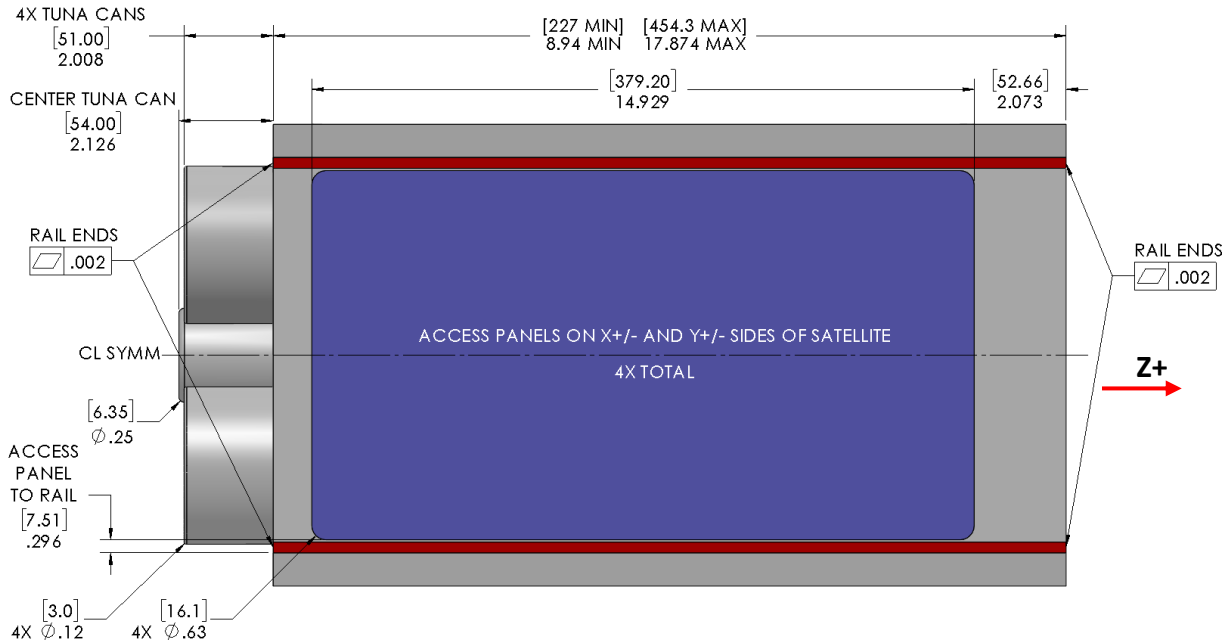 4X TUNA CANS
[51.00]
2.008
[227 MIN] [454.3 MAX]
8.94 MIN 17.874 MAX
[379.20]
14.929
[52.66]
2.073
CENTER TUNA CAN
[54.00]
2.126
RAIL ENDS
.002
RAIL ENDS
.002
ACCESS PANELS ON X+/- AND Y+/- SIDES OF SATELLITE
4X TOTAL
CL SYMM
Z+
[6.35]
∅.25
ACCESS
PANEL
TO RAIL
[7.51]
.296
[3.0]
4X ∅.12
[16.1]
4X ∅.63